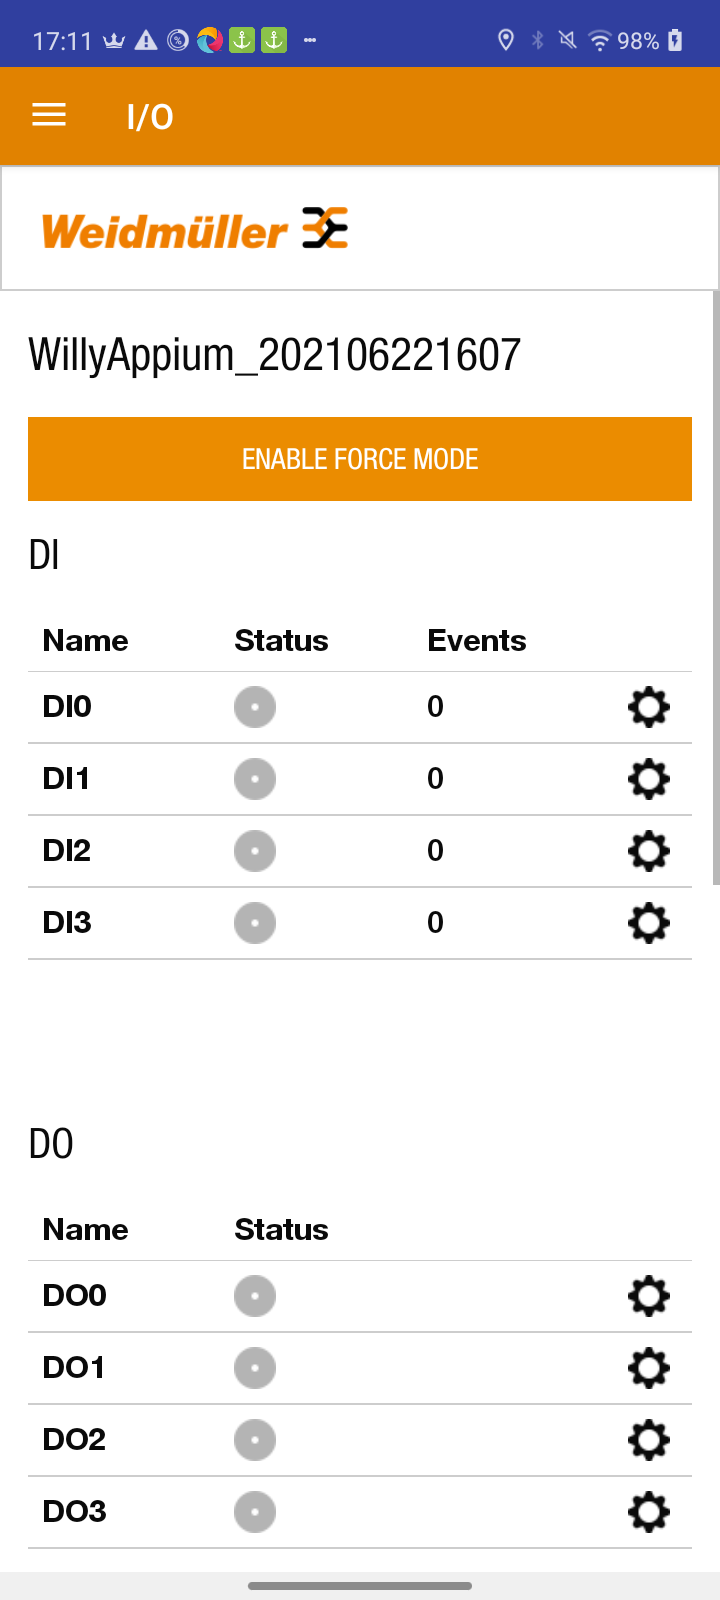 17:11 98%
I/O
Weidmüller
WillyAppium_202106221607
ENABLE FORCE MODE
DI
Name Status Events
DI0 0
DI1 0
DI2 0
DI3 0
DO
Name Status
DO0
DO1
DO2
DO3